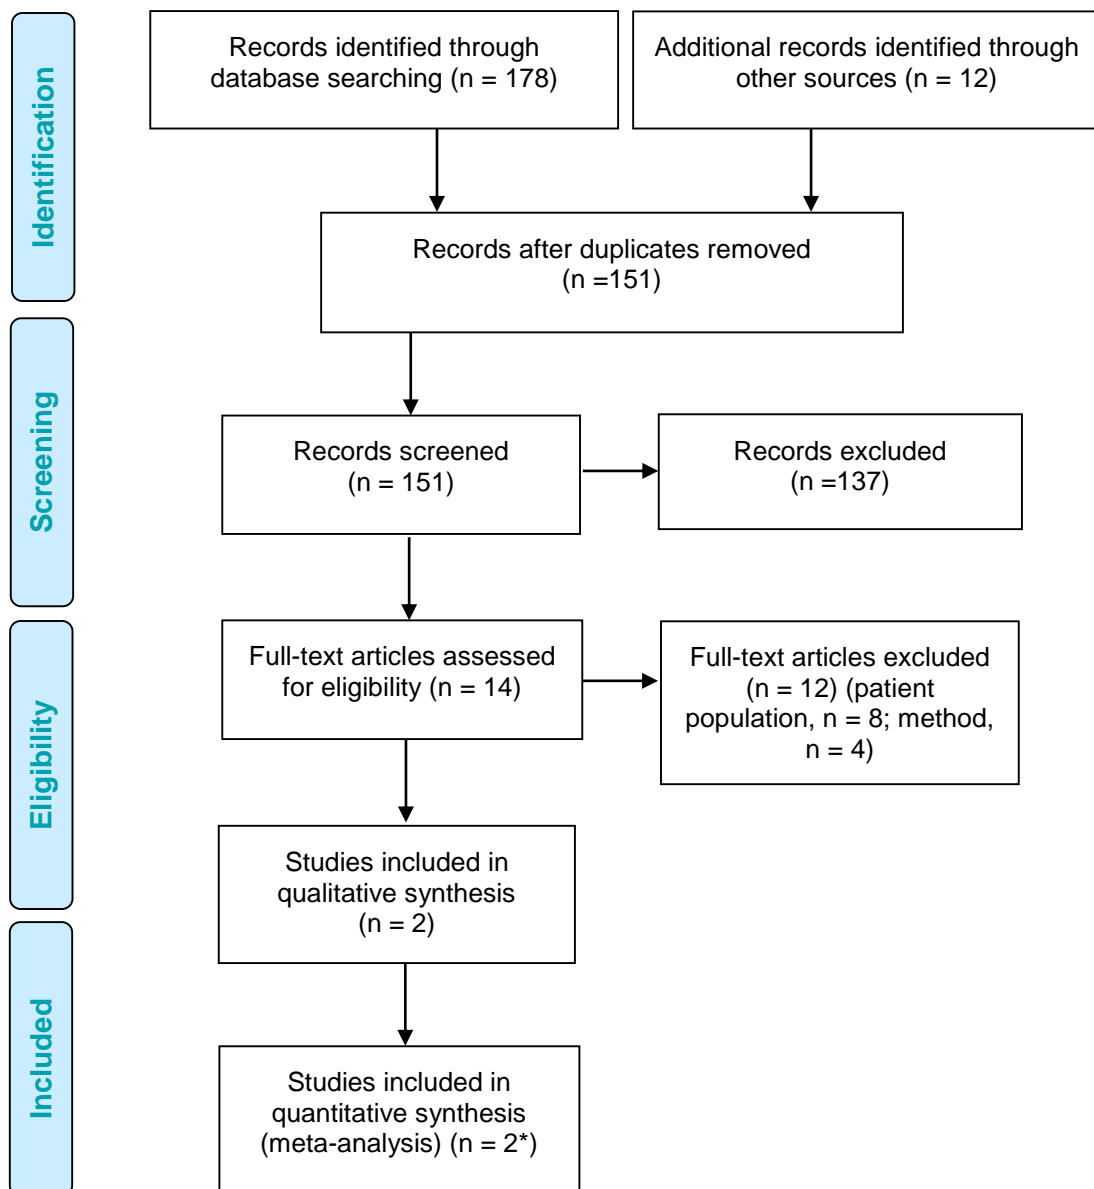 Identification
Records identified through
database searching (n = 178)
Additional records identified through
other sources (n = 12)
Records after duplicates removed
(n =151)
Screening
Records screened
(n = 151)
Records excluded
(n =137)
Eligibility
Full-text articles assessed
for eligibility (n = 14)
Full-text articles excluded
(n = 12) (patient
population, n = 8; method,
n = 4)
Studies included in
qualitative synthesis
(n = 2)
Included
Studies included in
quantitative synthesis
(meta-analysis) (n = 2*)